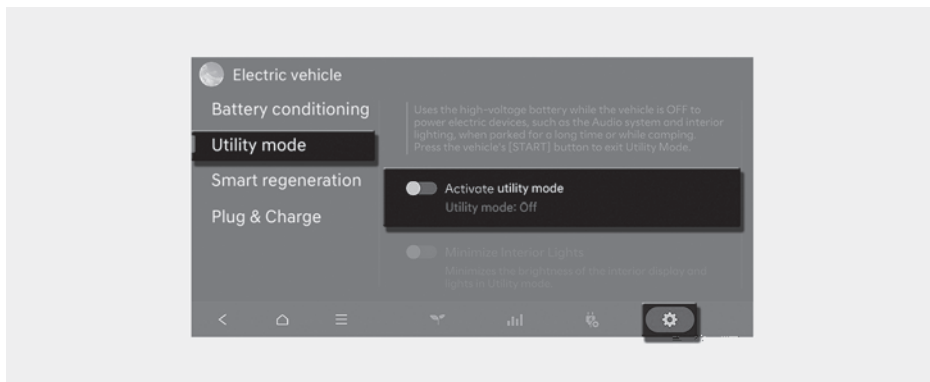 Electric vehicle
Battery conditioning
Utility mode
Smart regeneration
Plug & Charge
Uses the high-voltage battery while the vehicle is OFF to
power electric devices, such as the Audio system and interior
lighting, when parked for a long time or while camping.
Press the vehicle's [START] button to exit Utility Mode.
Activate utility mode
Utility mode: Off
Minimize Interior Lights
Minimizes the brightness of the interior display and
lights in Utility mode.